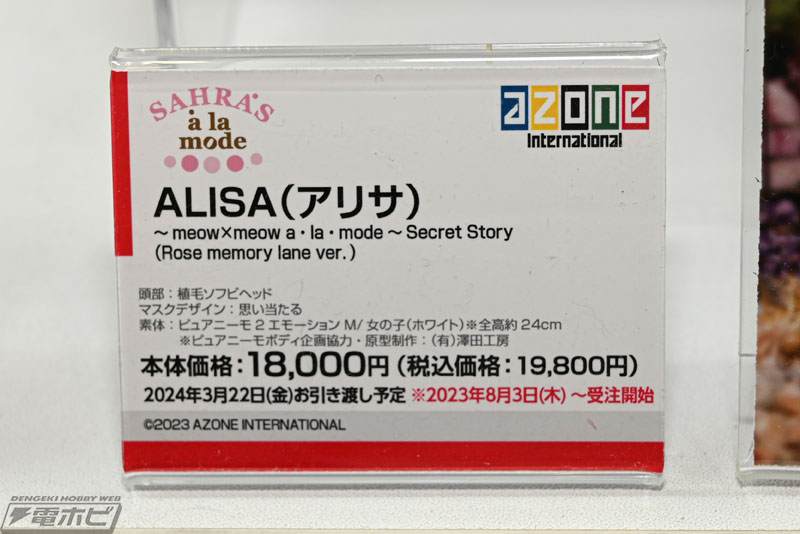 SAHRA'S
à la
mode
azone
International
ALISA(アリサ)
～meow×meow a・la・mode～Secret Story
(Rose memory lane ver.)
頭部：植毛ソフビヘッド
マスクデザイン：思い当たる
素体：ピュアニーモ2エモーション M/ 女の子(ホワイト)※全高約24cm
※ピュアニーモボディ企画協力・原型制作：(有)澤田工房
本体価格：18,000円(税込価格：19,800円)
2024年3月22日(金)お引き渡し予定 ※2023年8月3日(木)～受注開始
©2023 AZONE INTERNATIONAL
DENGEKI HOBBY WEB
電ホビ